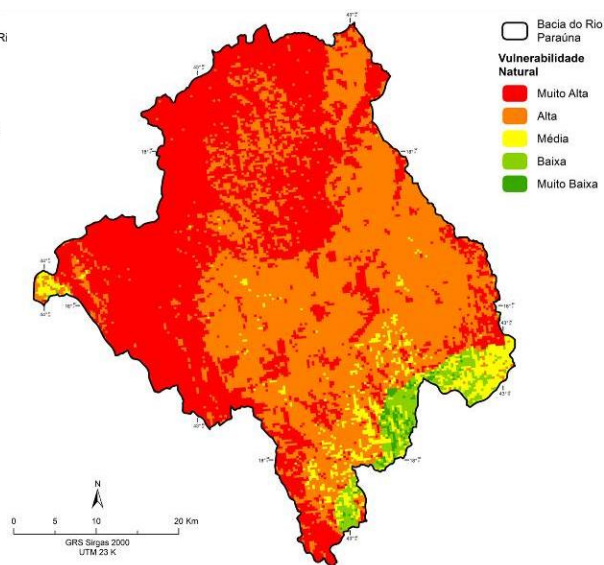 Ri
Bacia do Rio
Paraúna
Vulnerabilidade
Natural
Muito Alta
Alta
Média
Baixa
Muito Baixa
N
0 5 10 20 Km
GRS Sirgas 2000
UTM 23 K